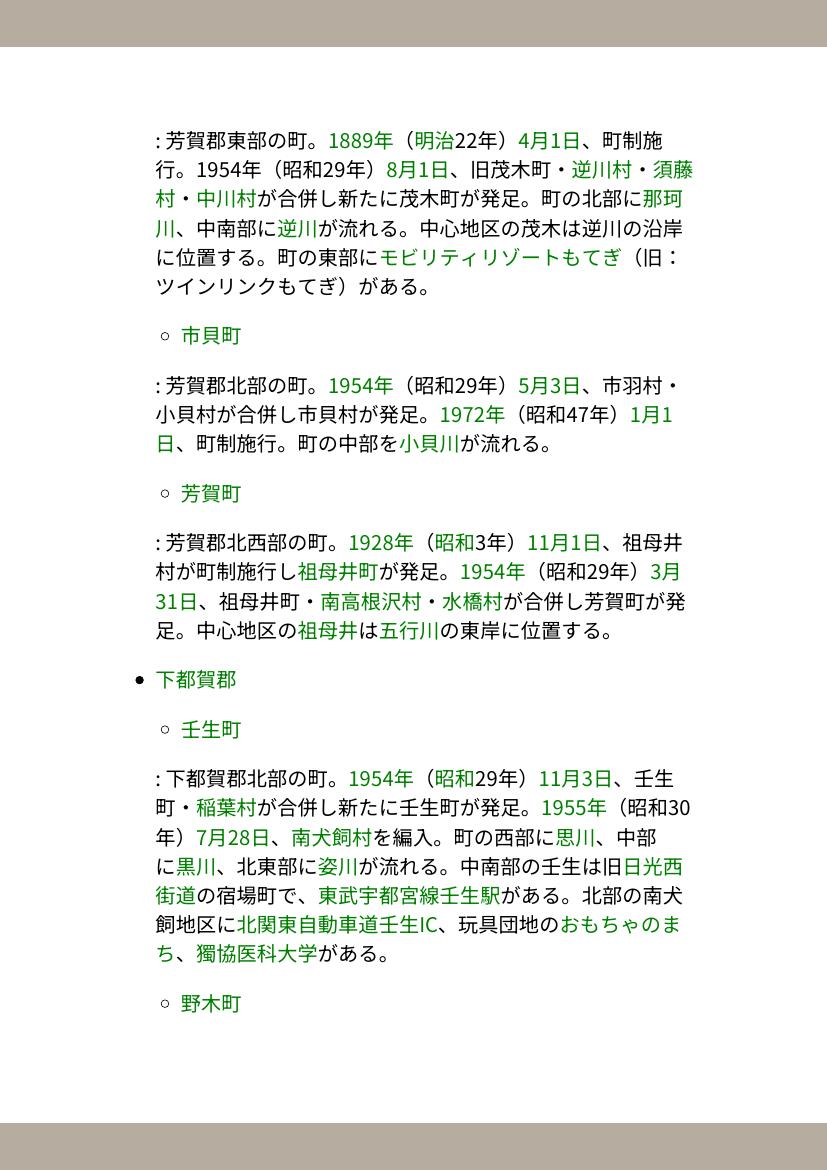 : 芳賀郡東部の町。1889年（明治22年）4月1日、町制施
行。1954年（昭和29年）8月1日、旧茂木町・逆川村・須藤
村・中川村が合併し新たに茂木町が発足。町の北部に那珂
川、中南部に逆川が流れる。中心地区の茂木は逆川の沿岸
に位置する。町の東部にモビリティリゾートもてぎ（旧：
ツインリンクもてぎ）がある。
○ 市貝町
: 芳賀郡北部の町。1954年（昭和29年）5月3日、市羽村・
小貝村が合併し市貝村が発足。1972年（昭和47年）1月1
日、町制施行。町の中部を小貝川が流れる。
○ 芳賀町
: 芳賀郡北西部の町。1928年（昭和3年）11月1日、祖母井
村が町制施行し祖母井町が発足。1954年（昭和29年）3月
31日、祖母井町・南高根沢村・水橋村が合併し芳賀町が発
足。中心地区の祖母井は五行川の東岸に位置する。
● 下都賀郡
○ 壬生町
: 下都賀郡北部の町。1954年（昭和29年）11月3日、壬生
町・稲葉村が合併し新たに壬生町が発足。1955年（昭和30
年）7月28日、南犬飼村を編入。町の西部に思川、中部
に黒川、北東部に姿川が流れる。中南部の壬生は旧日光西
街道の宿場町で、東武宇都宮線壬生駅がある。北部の南犬
飼地区に北関東自動車道壬生IC、玩具団地のおもちゃのま
ち、獨協医科大学がある。
○ 野木町